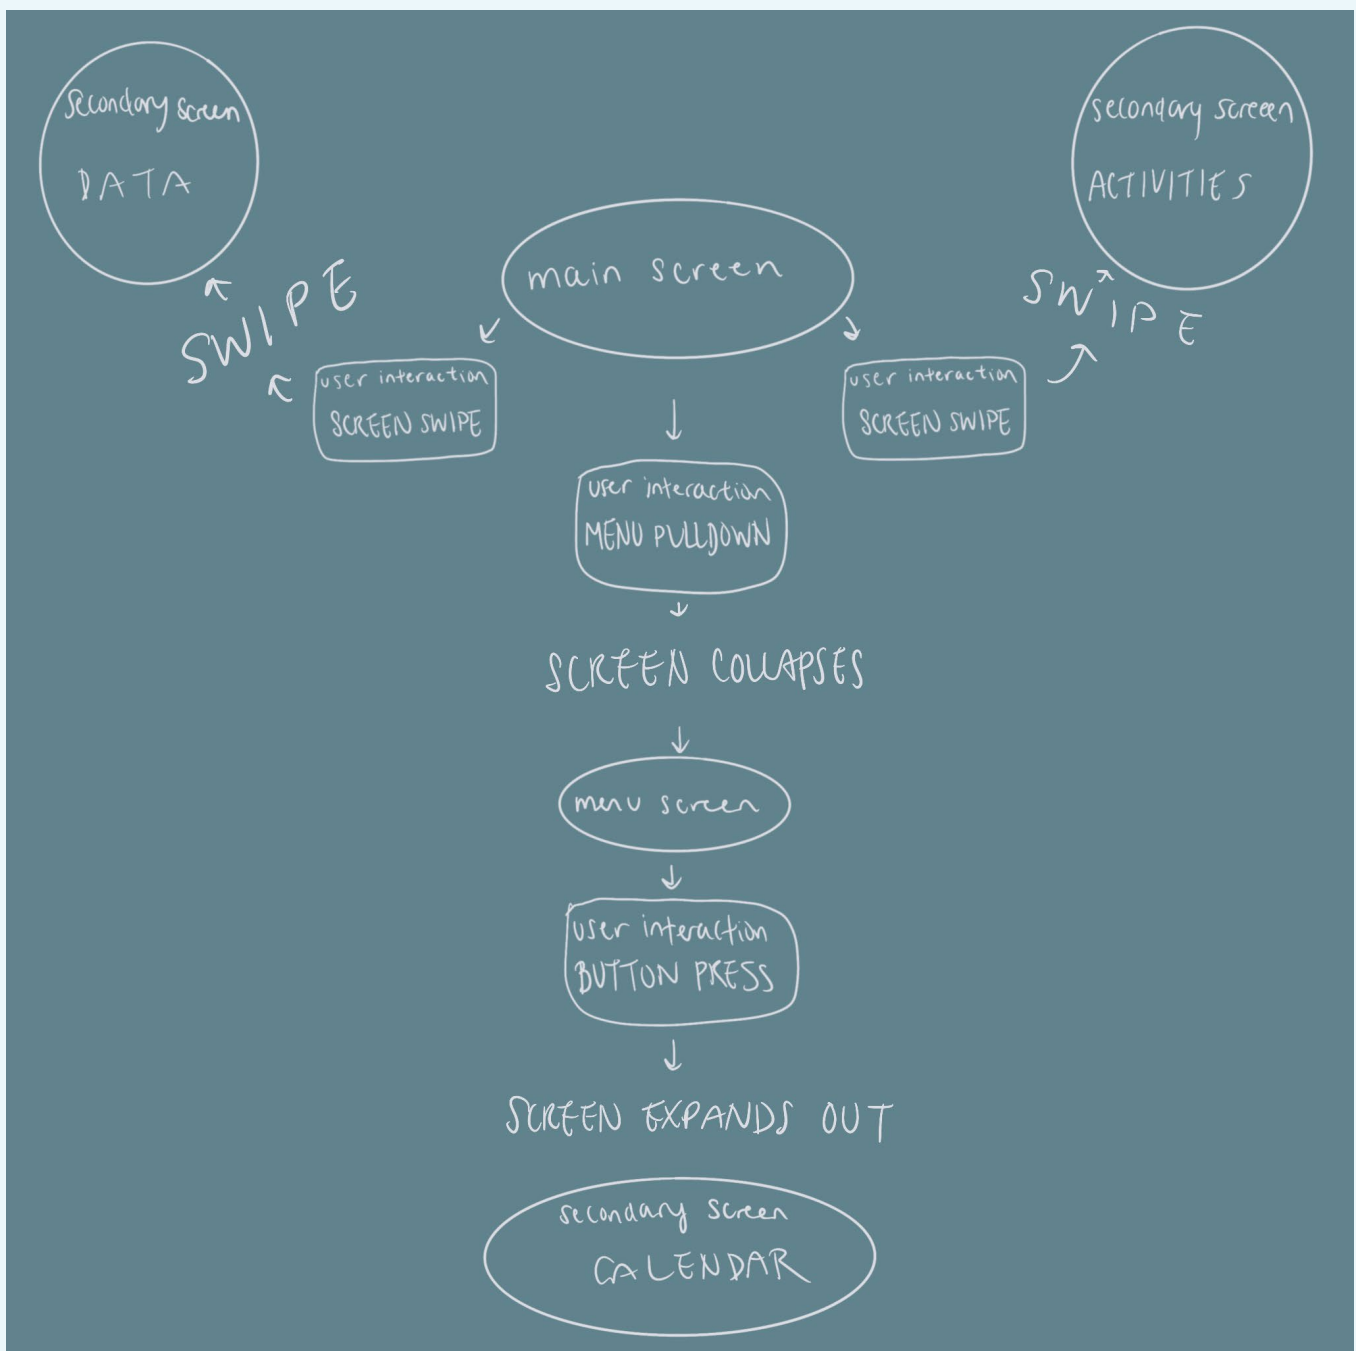 secondary screen
DATA
secondary screeen
ACTIVITIES
main screen
SWIPE
SWIPE
user interaction
SCREEN SWIPE
user interaction
SCREEN SWIPE
user interaction
MENU PULLDOWN
SCREEN COLLAPSES
menu screen
user interaction
BUTTON PRESS
SCREEN EXPANDS OUT
secondary screen
CALENDAR